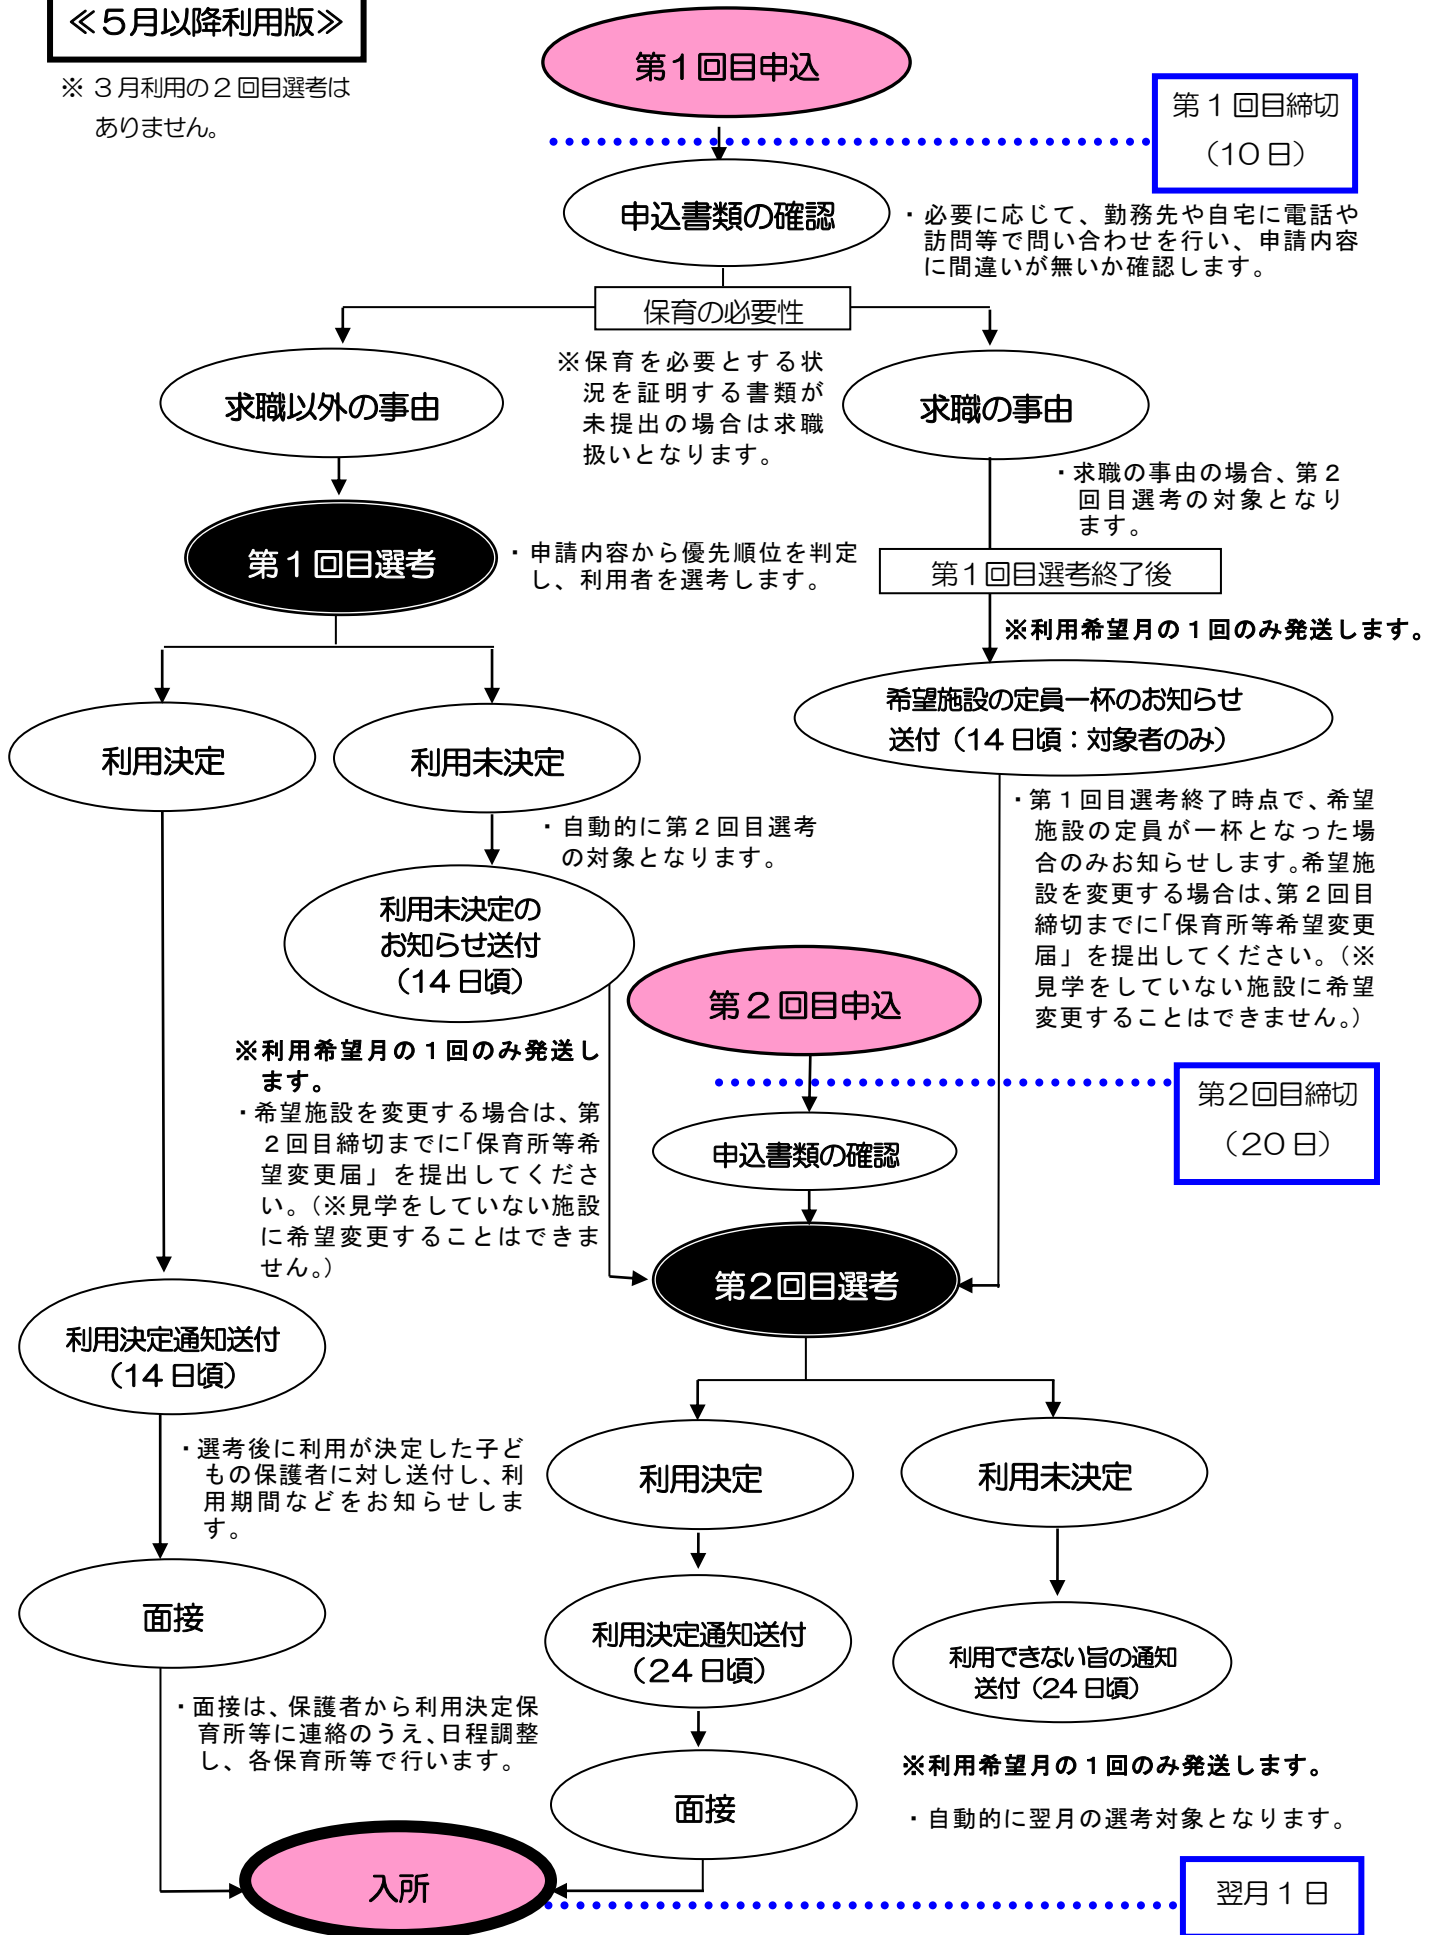 ≪５月以降利用版≫
※ ３月利用の２回目選考は
ありません。
第１回目申込
第１回目締切
（10日）
申込書類の確認
・必要に応じて、勤務先や自宅に電話や
訪問等で問い合わせを行い、申請内容
に間違いが無いか確認します。
保育の必要性
※保育を必要とする状
況を証明する書類が
未提出の場合は求職
扱いとなります。
求職以外の事由
求職の事由
・求職の事由の場合、第２
回目選考の対象となり
ます。
第１回目選考
・申請内容から優先順位を判定
し、利用者を選考します。
第１回目選考終了後
※利用希望月の１回のみ発送します。
希望施設の定員一杯のお知らせ
送付（14日頃：対象者のみ）
利用決定
利用未決定
・自動的に第２回目選考
の対象となります。
・第１回目選考終了時点で、希望
施設の定員が一杯となった場
合のみお知らせします。希望施
設を変更する場合は、第２回目
締切までに「保育所等希望変更
届」を提出してください。（※
見学をしていない施設に希望
変更することはできません。）
利用未決定の
お知らせ送付
（14日頃）
第２回目申込
※利用希望月の１回のみ発送し
ます。
・希望施設を変更する場合は、第
２回目締切までに「保育所等希
望変更届」を提出してくださ
い。（※見学をしていない施設
に希望変更することはできま
せん。）
第２回目締切
（20日）
申込書類の確認
第２回目選考
利用決定通知送付
（14日頃）
・選考後に利用が決定した子ど
もの保護者に対し送付し、利
用期間などをお知らせしま
す。
利用決定
利用未決定
面接
利用決定通知送付
（24日頃）
利用できない旨の通知
送付（24日頃）
・面接は、保護者から利用決定保
育所等に連絡のうえ、日程調整
し、各保育所等で行います。
面接
※利用希望月の１回のみ発送します。
・自動的に翌月の選考対象となります。
入所
翌月１日